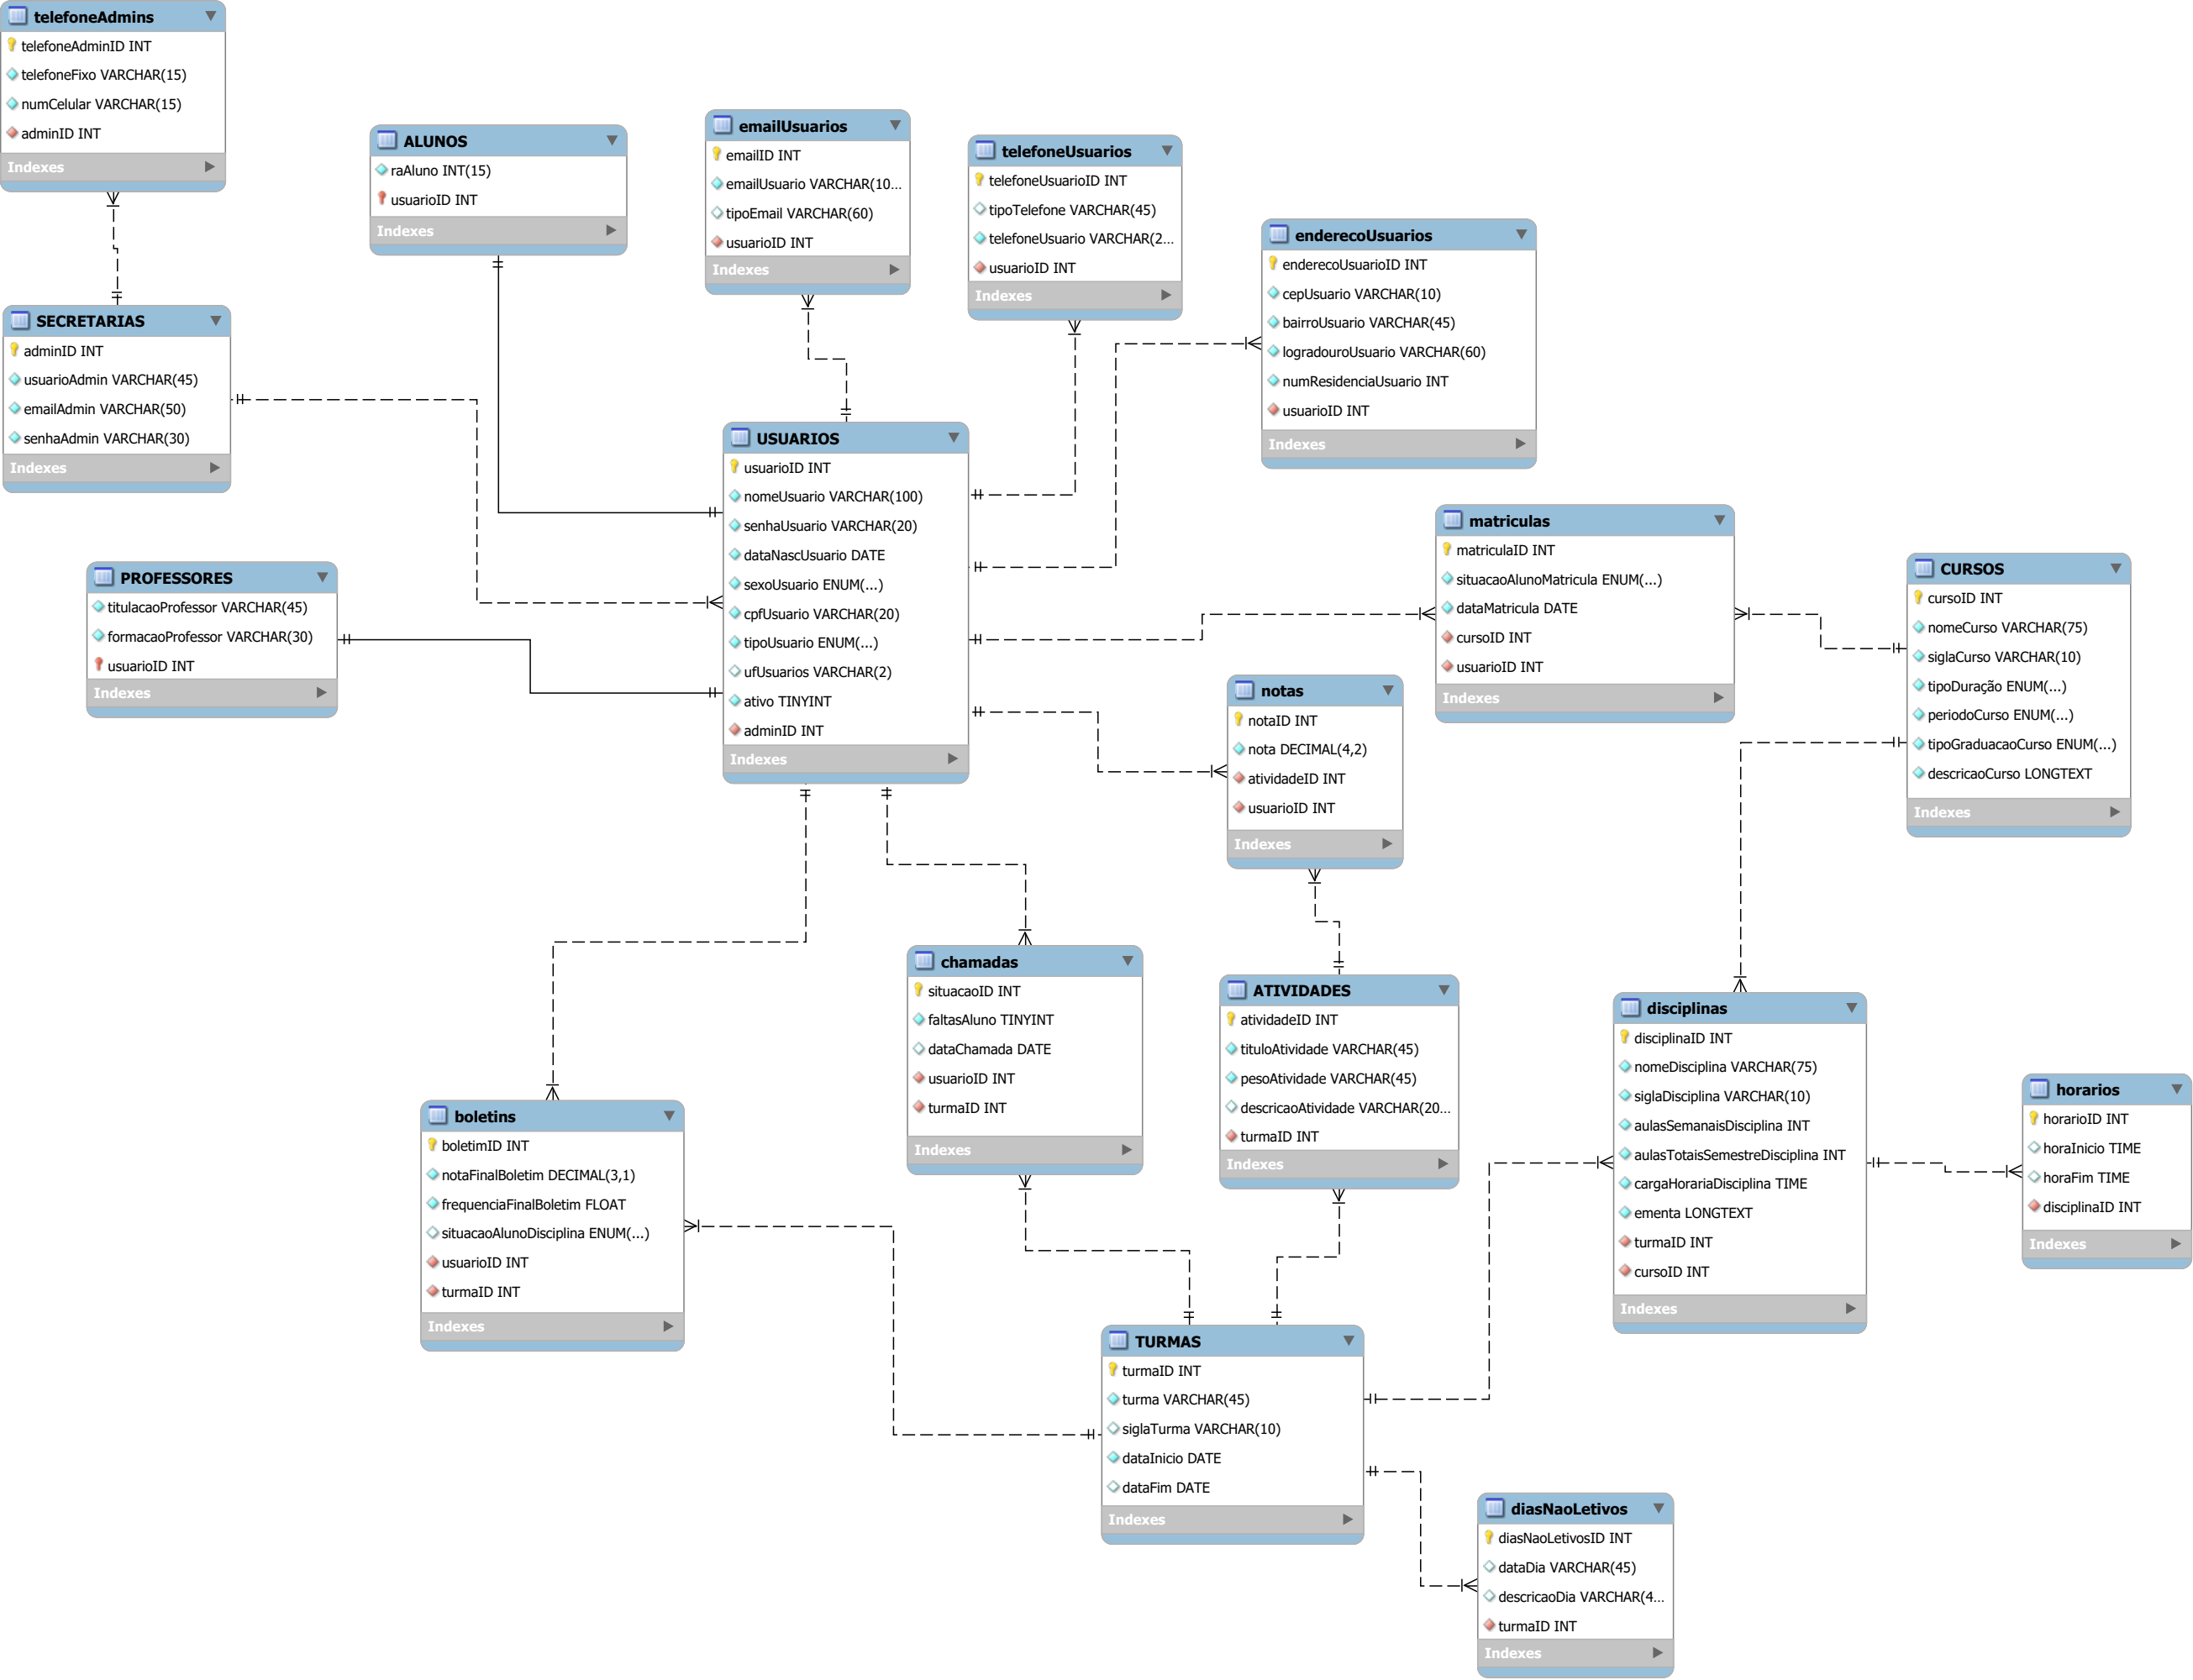 telefoneAdmins
telefoneAdminID INT
telefoneFixo VARCHAR(15)
numCelular VARCHAR(15)
adminID INT
Indexes
ALUNOS
raAluno INT(15)
usuarioID INT
Indexes
emailUsuarios
emailID INT
emailUsuario VARCHAR(10...
tipoEmail VARCHAR(60)
usuarioID INT
Indexes
telefoneUsuarios
telefoneUsuarioID INT
tipoTelefone VARCHAR(45)
telefoneUsuario VARCHAR(2...
usuarioID INT
Indexes
enderecoUsuarios
enderecoUsuarioID INT
cepUsuario VARCHAR(10)
bairroUsuario VARCHAR(45)
logradouroUsuario VARCHAR(60)
numResidenciaUsuario INT
usuarioID INT
Indexes
SECRETARIAS
adminID INT
usuarioAdmin VARCHAR(45)
emailAdmin VARCHAR(50)
senhaAdmin VARCHAR(30)
Indexes
USUARIOS
usuarioID INT
nomeUsuario VARCHAR(100)
senhaUsuario VARCHAR(20)
dataNascUsuario DATE
sexoUsuario ENUM(...)
cpfUsuario VARCHAR(20)
tipoUsuario ENUM(...)
ufUsuarios VARCHAR(2)
ativo TINYINT
adminID INT
Indexes
PROFESSORES
titulacaoProfessor VARCHAR(45)
formacaoProfessor VARCHAR(30)
usuarioID INT
Indexes
matriculas
matriculaID INT
situacaoAlunoMatricula ENUM(...)
dataMatricula DATE
cursoID INT
usuarioID INT
Indexes
CURSOS
cursoID INT
nomeCurso VARCHAR(75)
siglaCurso VARCHAR(10)
tipoDuração ENUM(...)
periodoCurso ENUM(...)
tipoGraduacaoCurso ENUM(...)
descricaoCurso LONGTEXT
Indexes
notas
notaID INT
nota DECIMAL(4,2)
atividadeID INT
usuarioID INT
Indexes
chamadas
situacaoID INT
faltasAluno TINYINT
dataChamada DATE
usuarioID INT
turmaID INT
Indexes
ATIVIDADES
atividadeID INT
tituloAtividade VARCHAR(45)
pesoAtividade VARCHAR(45)
descricaoAtividade VARCHAR(20...
turmaID INT
Indexes
disciplinas
disciplinaID INT
nomeDisciplina VARCHAR(75)
siglaDisciplina VARCHAR(10)
aulasSemanaisDisciplina INT
aulasTotaisSemestreDisciplina INT
cargaHorariaDisciplina TIME
ementa LONGTEXT
turmaID INT
cursoID INT
Indexes
horarios
horarioID INT
horaInicio TIME
horaFim TIME
disciplinaID INT
Indexes
boletins
boletimID INT
notaFinalBoletim DECIMAL(3,1)
frequenciaFinalBoletim FLOAT
situacaoAlunoDisciplina ENUM(...)
usuarioID INT
turmaID INT
Indexes
TURMAS
turmaID INT
turma VARCHAR(45)
siglaTurma VARCHAR(10)
dataInicio DATE
dataFim DATE
Indexes
diasNaoLetivos
diasNaoLetivosID INT
dataDia VARCHAR(45)
descricaoDia VARCHAR(4...
turmaID INT
Indexes